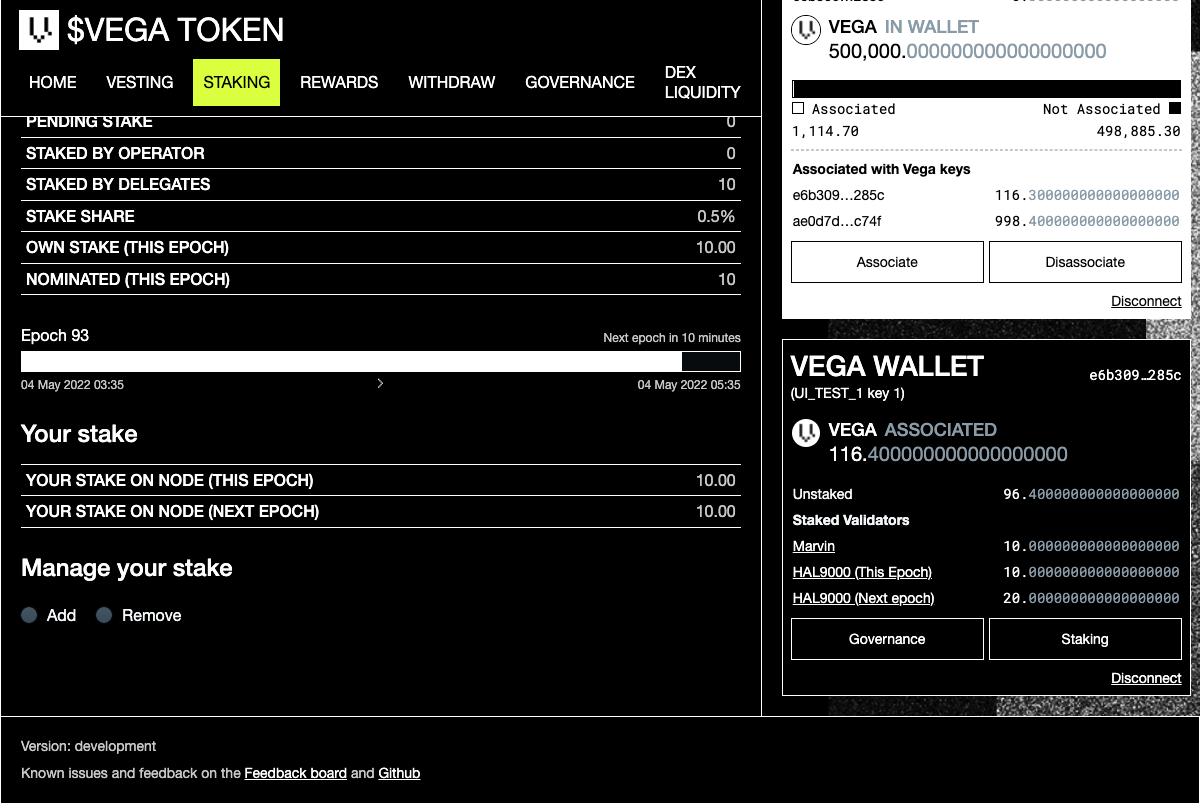 $VEGA TOKEN
HOME VESTING STAKING REWARDS WITHDRAW GOVERNANCE DEX LIQUIDITY
PENDING STAKE 0
STAKED BY OPERATOR 0
STAKED BY DELEGATES 10
STAKE SHARE 0.5%
OWN STAKE (THIS EPOCH) 10.00
NOMINATED (THIS EPOCH) 10
Epoch 93 Next epoch in 10 minutes
04 May 2022 03:35 > 04 May 2022 05:35
Your stake
YOUR STAKE ON NODE (THIS EPOCH) 10.00
YOUR STAKE ON NODE (NEXT EPOCH) 10.00
Manage your stake
Add Remove
VEGA IN WALLET
500,000.000000000000000000
Associated Not Associated
1,114.70 498,885.30
Associated with Vega keys
e6b309…285c 116.300000000000000000
ae0d7d…c74f 998.400000000000000000
Associate Disassociate
Disconnect
VEGA WALLET e6b309…285c
(UI_TEST_1 key 1)
VEGA ASSOCIATED
116.400000000000000000
Unstaked 96.400000000000000000
Staked Validators
Marvin 10.000000000000000000
HAL9000 (This Epoch) 10.000000000000000000
HAL9000 (Next epoch) 20.000000000000000000
Governance Staking
Disconnect
Version: development
Known issues and feedback on the Feedback board and Github